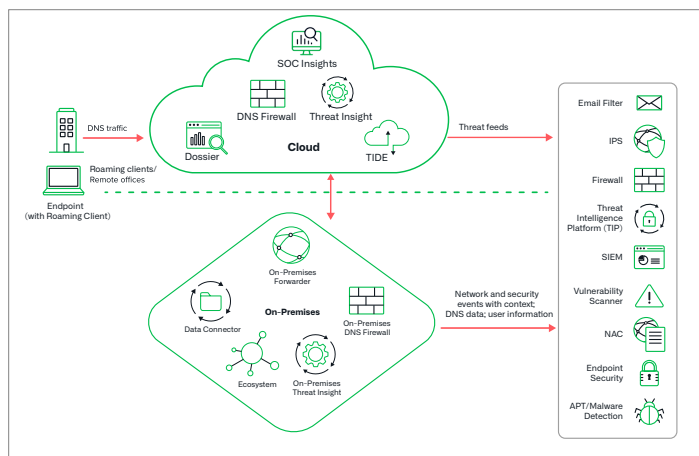 SOC Insights
DNS Firewall
Threat Insight
Dossier
Cloud
TIDE
DNS traffic
Roaming clients/
Remote offices
Endpoint
(with Roaming Client)
Threat feeds
On-Premises
Forwarder
Data Connector
On-Premises
On-Premises
DNS Firewall
Ecosystem
On-Premises
Threat Insight
Network and security
events with context;
DNS data; user information
Email Filter
IPS
Firewall
Threat
Intelligence
Platform (TIP)
SIEM
Vulnerability
Scanner
NAC
Endpoint
Security
APT/Malware
Detection